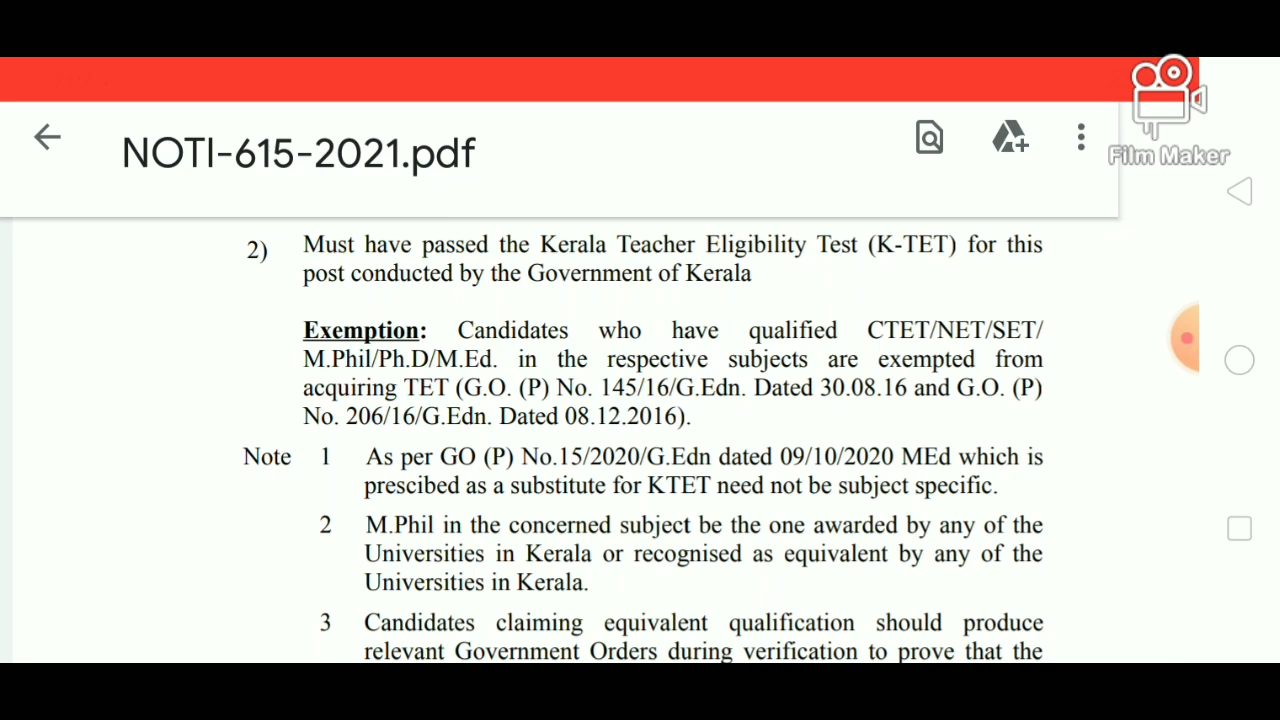 Film Maker
NOTI-615-2021.pdf
2) Must have passed the Kerala Teacher Eligibility Test (K-TET) for this
post conducted by the Government of Kerala
Exemption: Candidates who have qualified CTET/NET/SET/
M.Phil/Ph.D/M.Ed. in the respective subjects are exempted from
acquiring TET (G.O. (P) No. 145/16/G.Edn. Dated 30.08.16 and G.O. (P)
No. 206/16/G.Edn. Dated 08.12.2016).
Note 1 As per GO (P) No.15/2020/G.Edn dated 09/10/2020 MEd which is
prescibed as a substitute for KTET need not be subject specific.
2 M.Phil in the concerned subject be the one awarded by any of the
Universities in Kerala or recognised as equivalent by any of the
Universities in Kerala.
3 Candidates claiming equivalent qualification should produce
relevant Government Orders during verification to prove that the